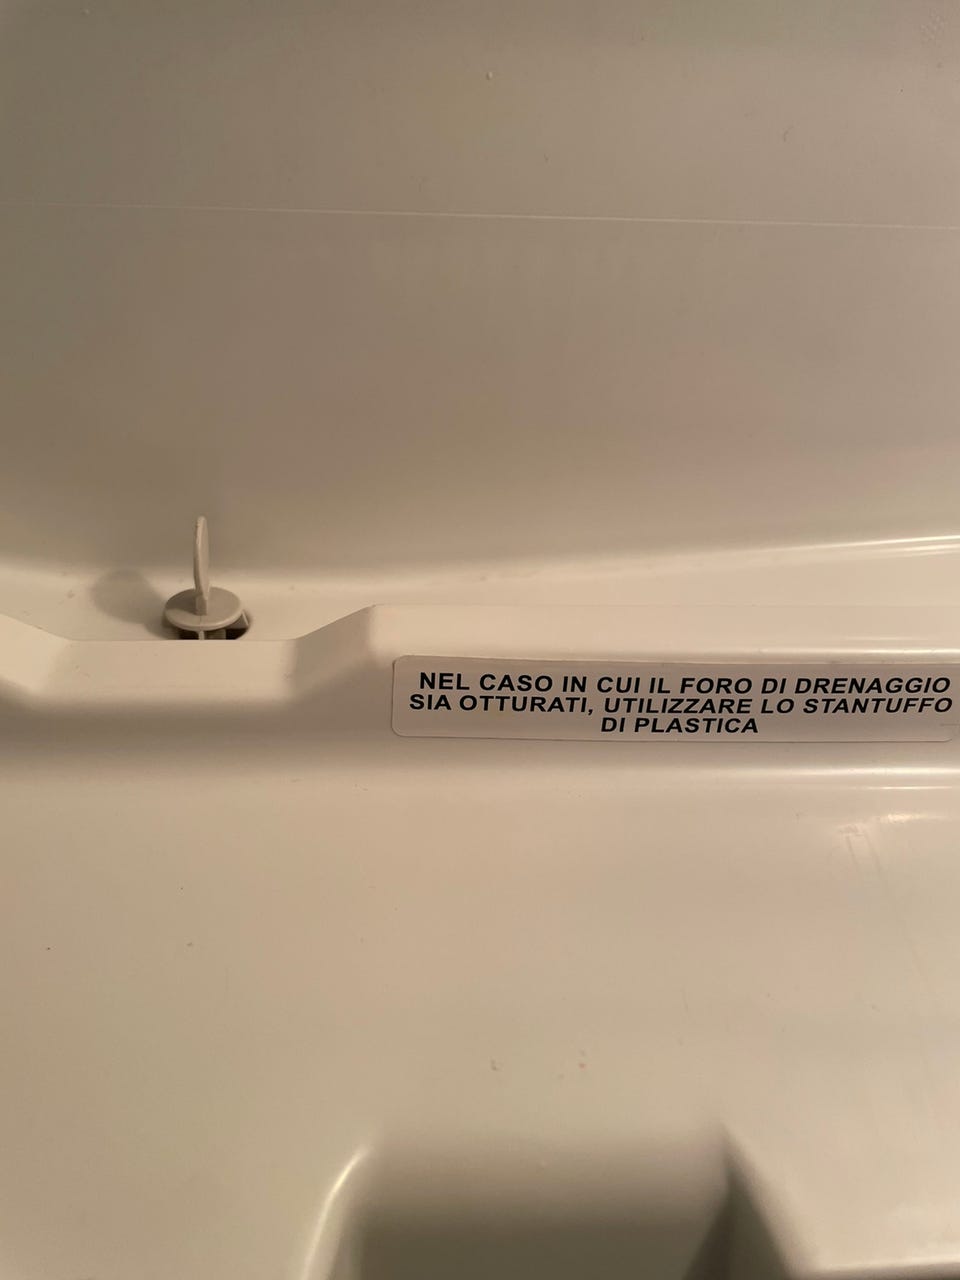 NEL CASO IN CUI IL FORO DI DRENAGGIO
SIA OTTURATI, UTILIZZARE LO STANTUFFO
DI PLASTICA